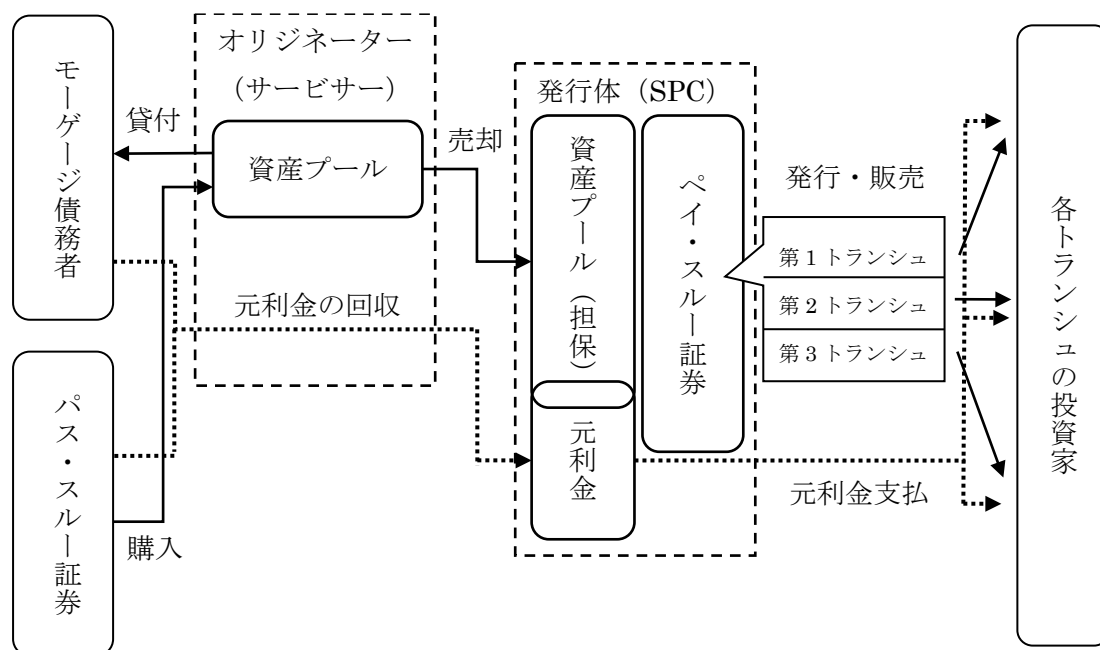 モーゲージ債務者
パス・スルー証券
貸付
購入
オリジネーター
（サービサー）
資産プール
元利金の回収
売却
発行体（SPC）
資産プール（担保）
元利金
ペイ・スルー証券
発行・販売
第1トランシュ
第2トランシュ
第3トランシュ
元利金支払
各トランシュの投資家